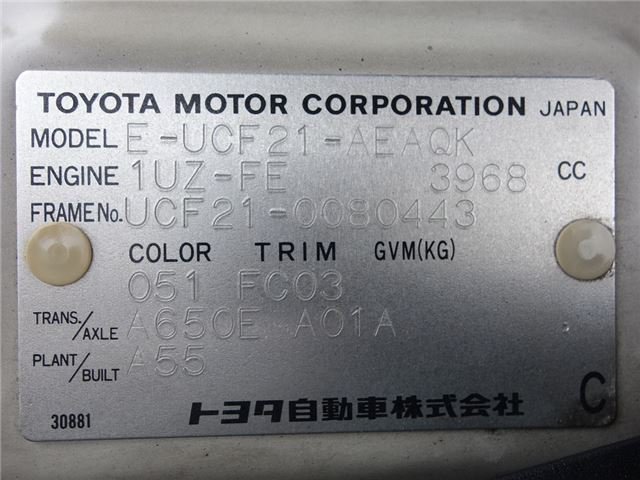 TOYOTA MOTOR CORPORATION JAPAN
MODEL E-UCF21-AEAQK
ENGINE 1UZ-FE 3968 CC
FRAME No. UCF21-0080443
COLOR TRIM GVM(KG)
051 FC03
TRANS./AXLE A650E A01A
PLANT/BUILT A55
30881 トヨタ自動車株式会社 C